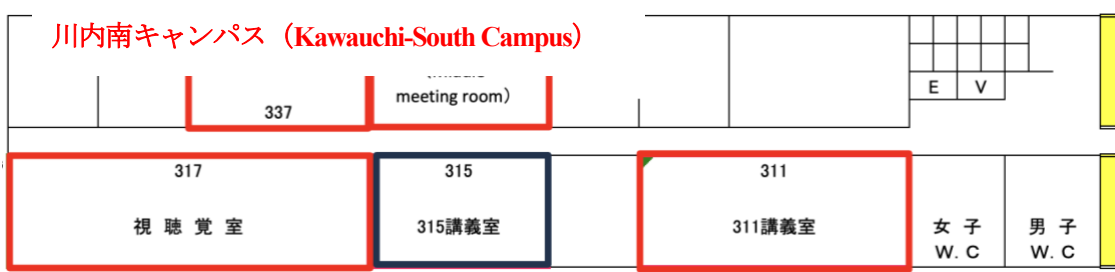 川内南キャンパス（Kawauchi-South Campus）
meeting room）
337
E V
317
視 聴 覚 室
315
315講義室
311
311講義室
女 子
W. C
男 子
W. C